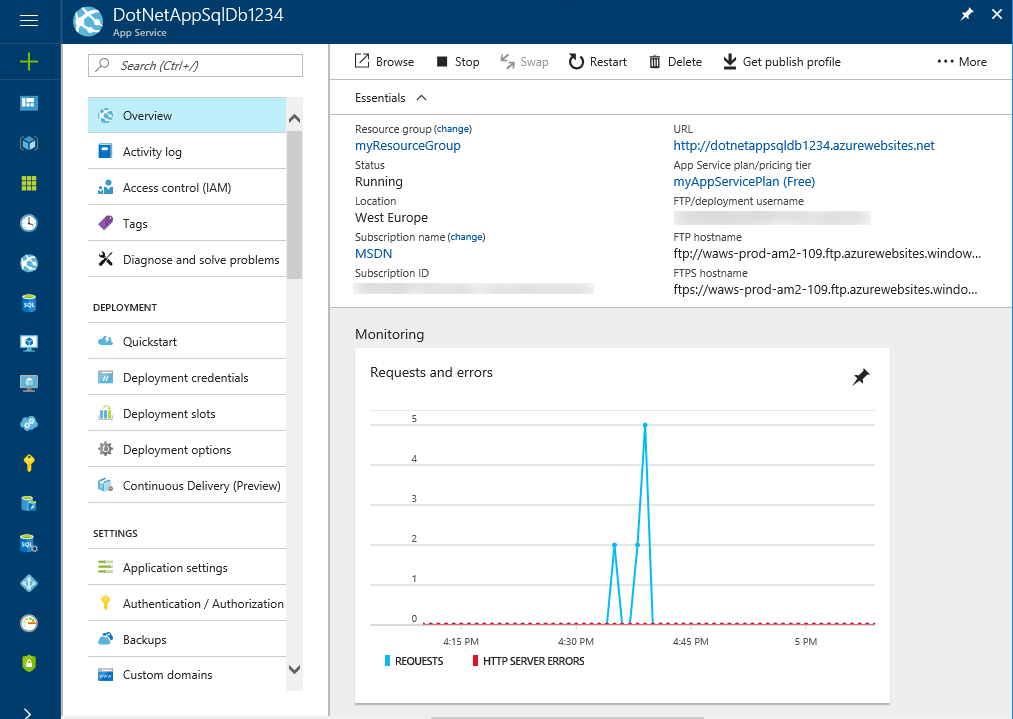 DotNetAppSqlDb1234
App Service
Search (Ctrl+/)
Overview
Activity log
Access control (IAM)
Tags
Diagnose and solve problems
DEPLOYMENT
Quickstart
Deployment credentials
Deployment slots
Deployment options
Continuous Delivery (Preview)
SETTINGS
Application settings
Authentication / Authorization
Backups
Custom domains
Browse Stop Swap Restart Delete Get publish profile More
Essentials
Resource group (change)
myResourceGroup
Status
Running
Location
West Europe
Subscription name (change)
MSDN
Subscription ID
URL
http://dotnetappsqldb1234.azurewebsites.net
App Service plan/pricing tier
myAppServicePlan (Free)
FTP/deployment username
FTP hostname
ftp://waws-prod-am2-109.ftp.azurewebsites.window...
FTPS hostname
ftps://waws-prod-am2-109.ftp.azurewebsites.windo...
Monitoring
Requests and errors
5
4
3
2
1
0
4:15 PM 4:30 PM 4:45 PM 5 PM
REQUESTS HTTP SERVER ERRORS